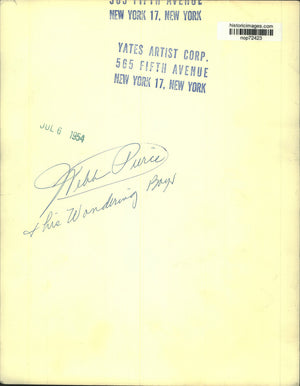 565 FIFTH AVENUE
NEW YORK 17, NEW YORK
historicimages.com
nop72423
YATES ARTIST CORP.
565 FIFTH AVENUE
NEW YORK 17, NEW YORK
JUL 6 1954
Webb Pierce
& his Wandering Boys